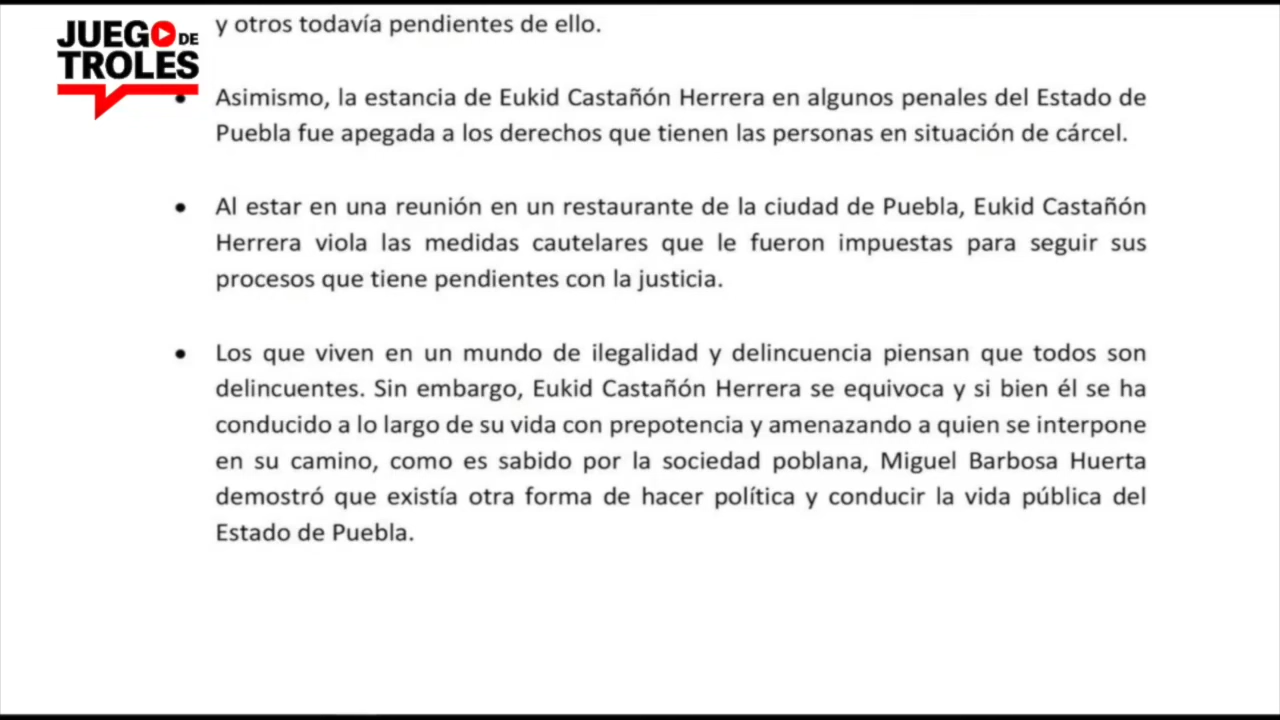 JUEGO DE
TROLES
y otros todavía pendientes de ello.
• Asimismo, la estancia de Eukid Castañón Herrera en algunos penales del Estado de
Puebla fue apegada a los derechos que tienen las personas en situación de cárcel.
• Al estar en una reunión en un restaurante de la ciudad de Puebla, Eukid Castañón
Herrera viola las medidas cautelares que le fueron impuestas para seguir sus
procesos que tiene pendientes con la justicia.
• Los que viven en un mundo de ilegalidad y delincuencia piensan que todos son
delincuentes. Sin embargo, Eukid Castañón Herrera se equivoca y si bien él se ha
conducido a lo largo de su vida con prepotencia y amenazando a quien se interpone
en su camino, como es sabido por la sociedad poblana, Miguel Barbosa Huerta
demostró que existía otra forma de hacer política y conducir la vida pública del
Estado de Puebla.